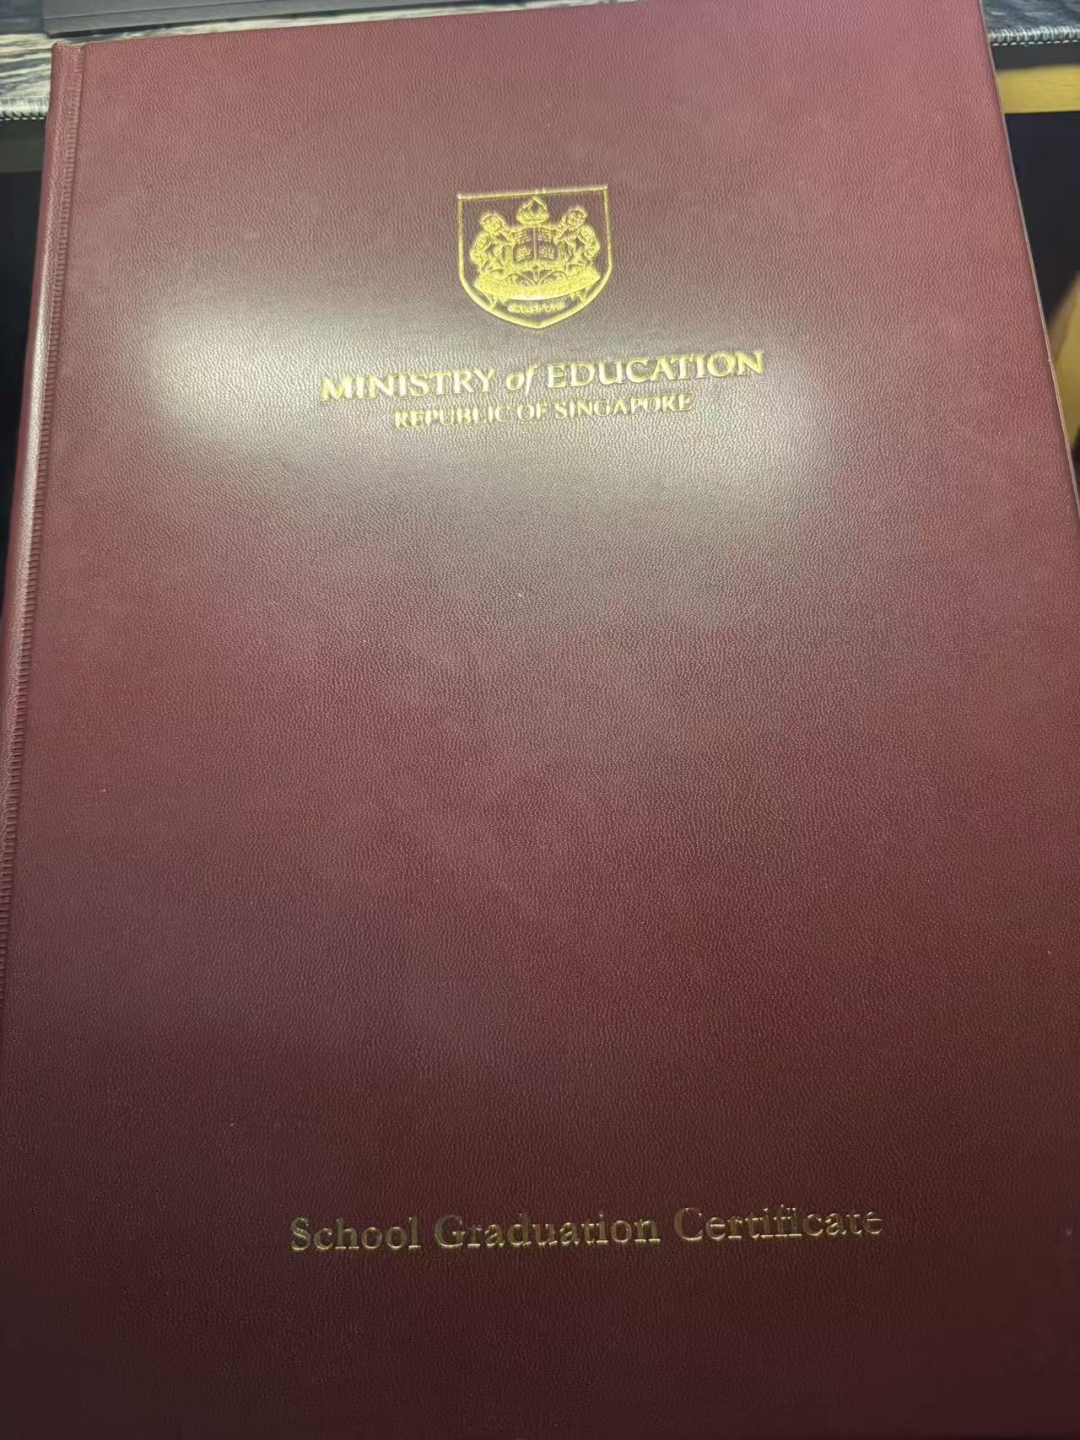 MINISTRY of EDUCATION
REPUBLIC OF SINGAPORE
School Graduation Certificate